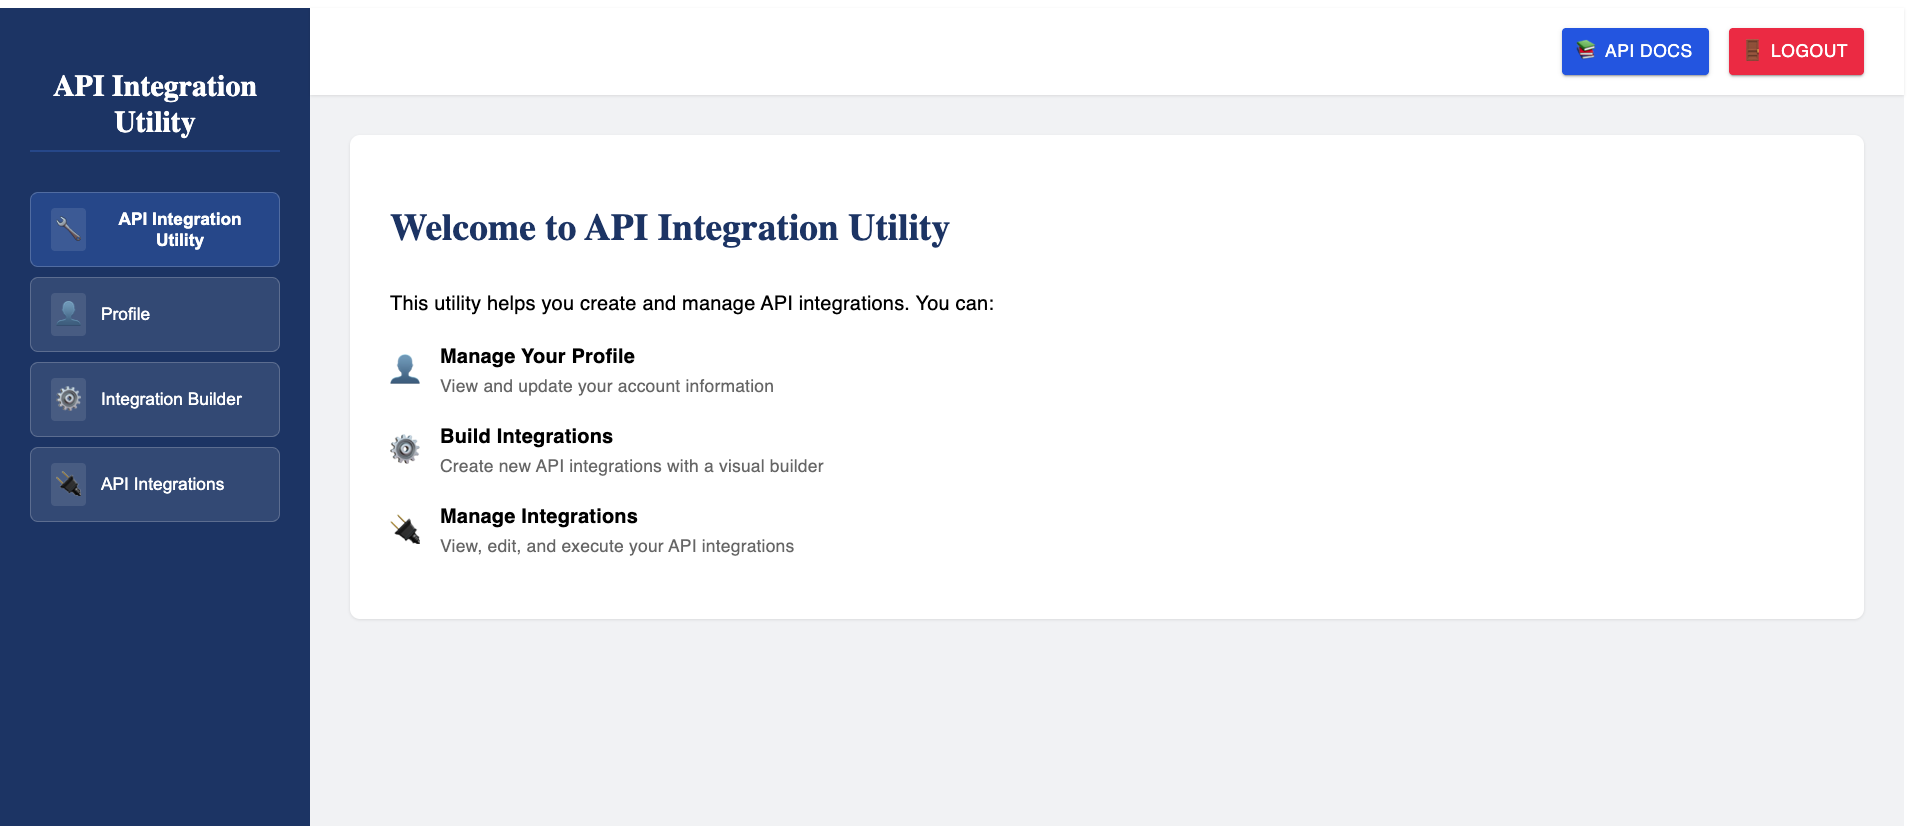 API Integration
Utility
API Integration
Utility
Profile
Integration Builder
API Integrations
API DOCS
LOGOUT
Welcome to API Integration Utility
This utility helps you create and manage API integrations. You can:
Manage Your Profile
View and update your account information
Build Integrations
Create new API integrations with a visual builder
Manage Integrations
View, edit, and execute your API integrations